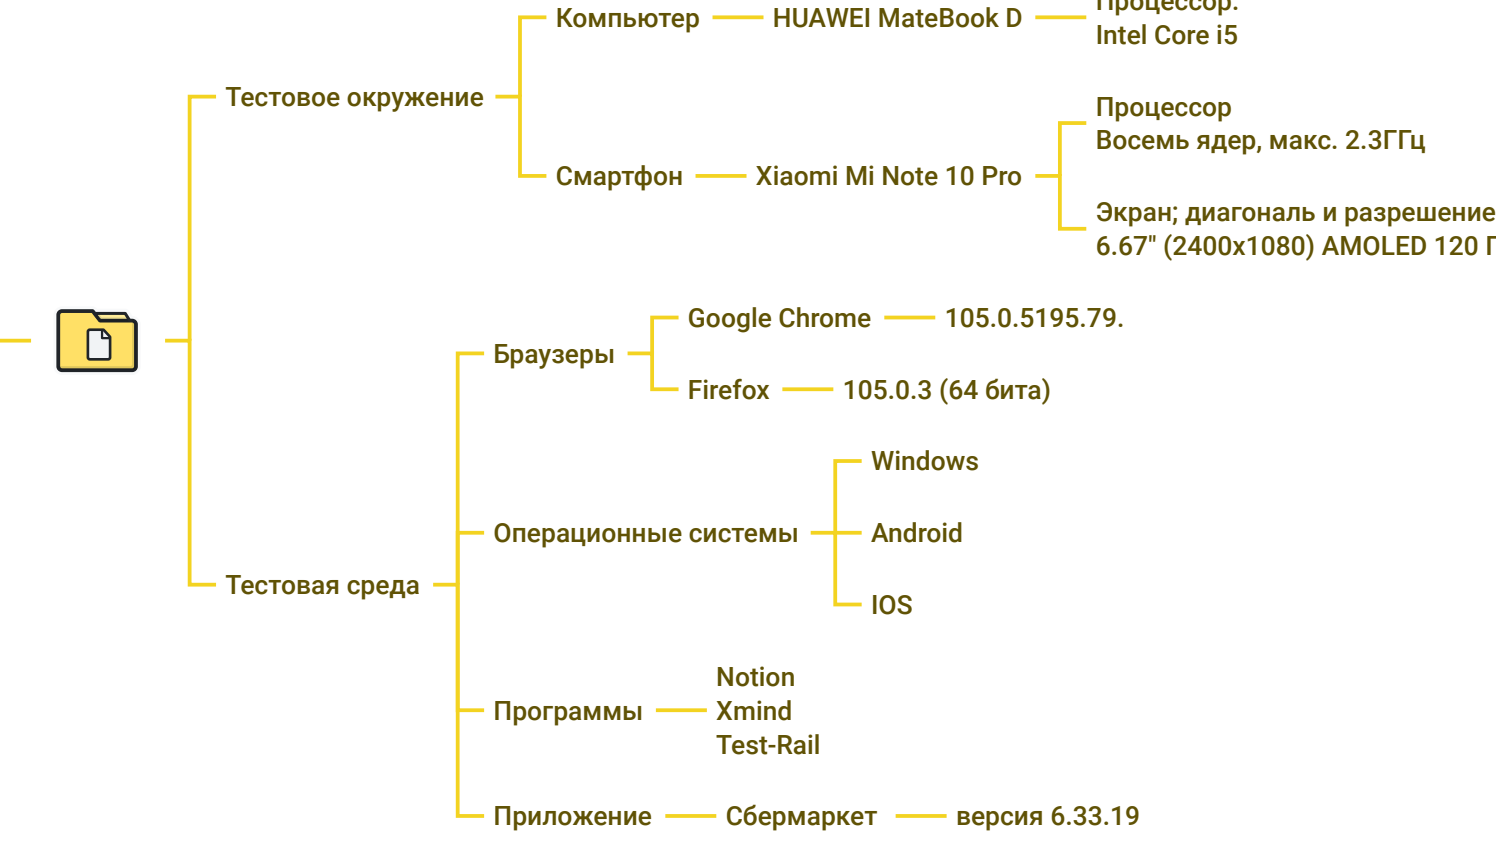 Компьютер
HUAWEI MateBook D
Процессор.
Intel Core i5
Тестовое окружение
Процессор
Восемь ядер, макс. 2.3ГГц
Смартфон
Xiaomi Mi Note 10 Pro
Экран; диагональ и разрешение
6.67" (2400x1080) AMOLED 120
Google Chrome
105.0.5195.79.
Браузеры
Firefox
105.0.3 (64 бита)
Windows
Операционные системы
Android
IOS
Тестовая среда
Notion
Программы
Xmind
Test-Rail
Приложение
Сбермаркет
версия 6.33.19